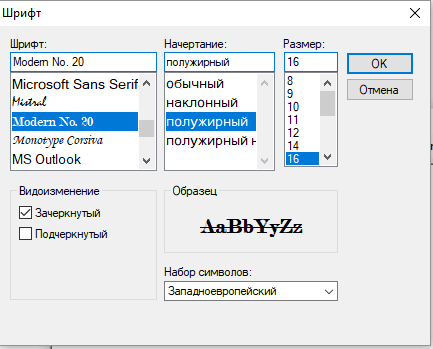 Шрифт
Шрифт:
Начертание:
Размер:
Modern No. 20
полужирный
16
OK
Отмена
Microsoft Sans Serif
Mistral
Modern No. 20
Monotype Corsiva
MS Outlook
обычный
наклонный
полужирный
полужирный н
8
9
10
11
12
14
16
Видоизменение
Зачеркнутый
Подчеркнутый
Образец
AaBbYyZz
Набор символов:
Западноевропейский